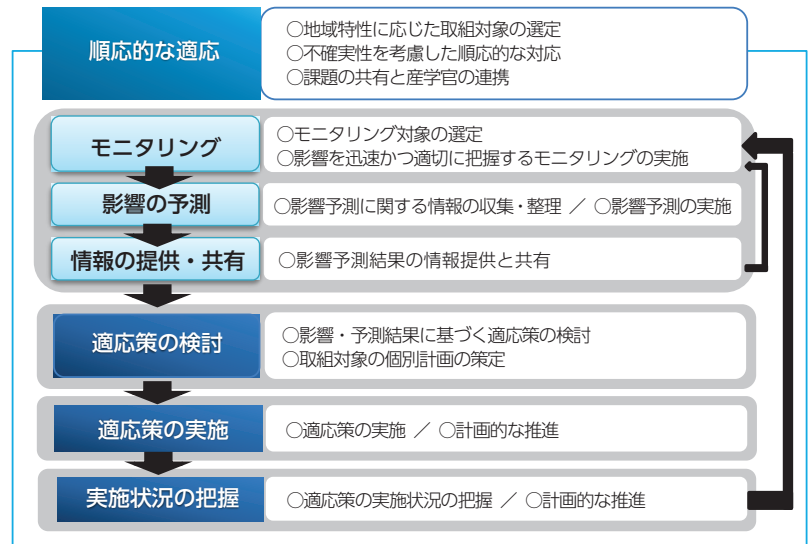 順応的な適応
○地域特性に応じた取組対象の選定
○不確実性を考慮した順応的な対応
○課題の共有と産学官の連携
モニタリング
○モニタリング対象の選定
○影響を迅速かつ適切に把握するモニタリングの実施
影響の予測
○影響予測に関する情報の収集・整理 ／ ○影響予測の実施
情報の提供・共有
○影響予測結果の情報提供と共有
適応策の検討
○影響・予測結果に基づく適応策の検討
○取組対象の個別計画の策定
適応策の実施
○適応策の実施 ／ ○計画的な推進
実施状況の把握
○適応策の実施状況の把握 ／ ○計画的な推進